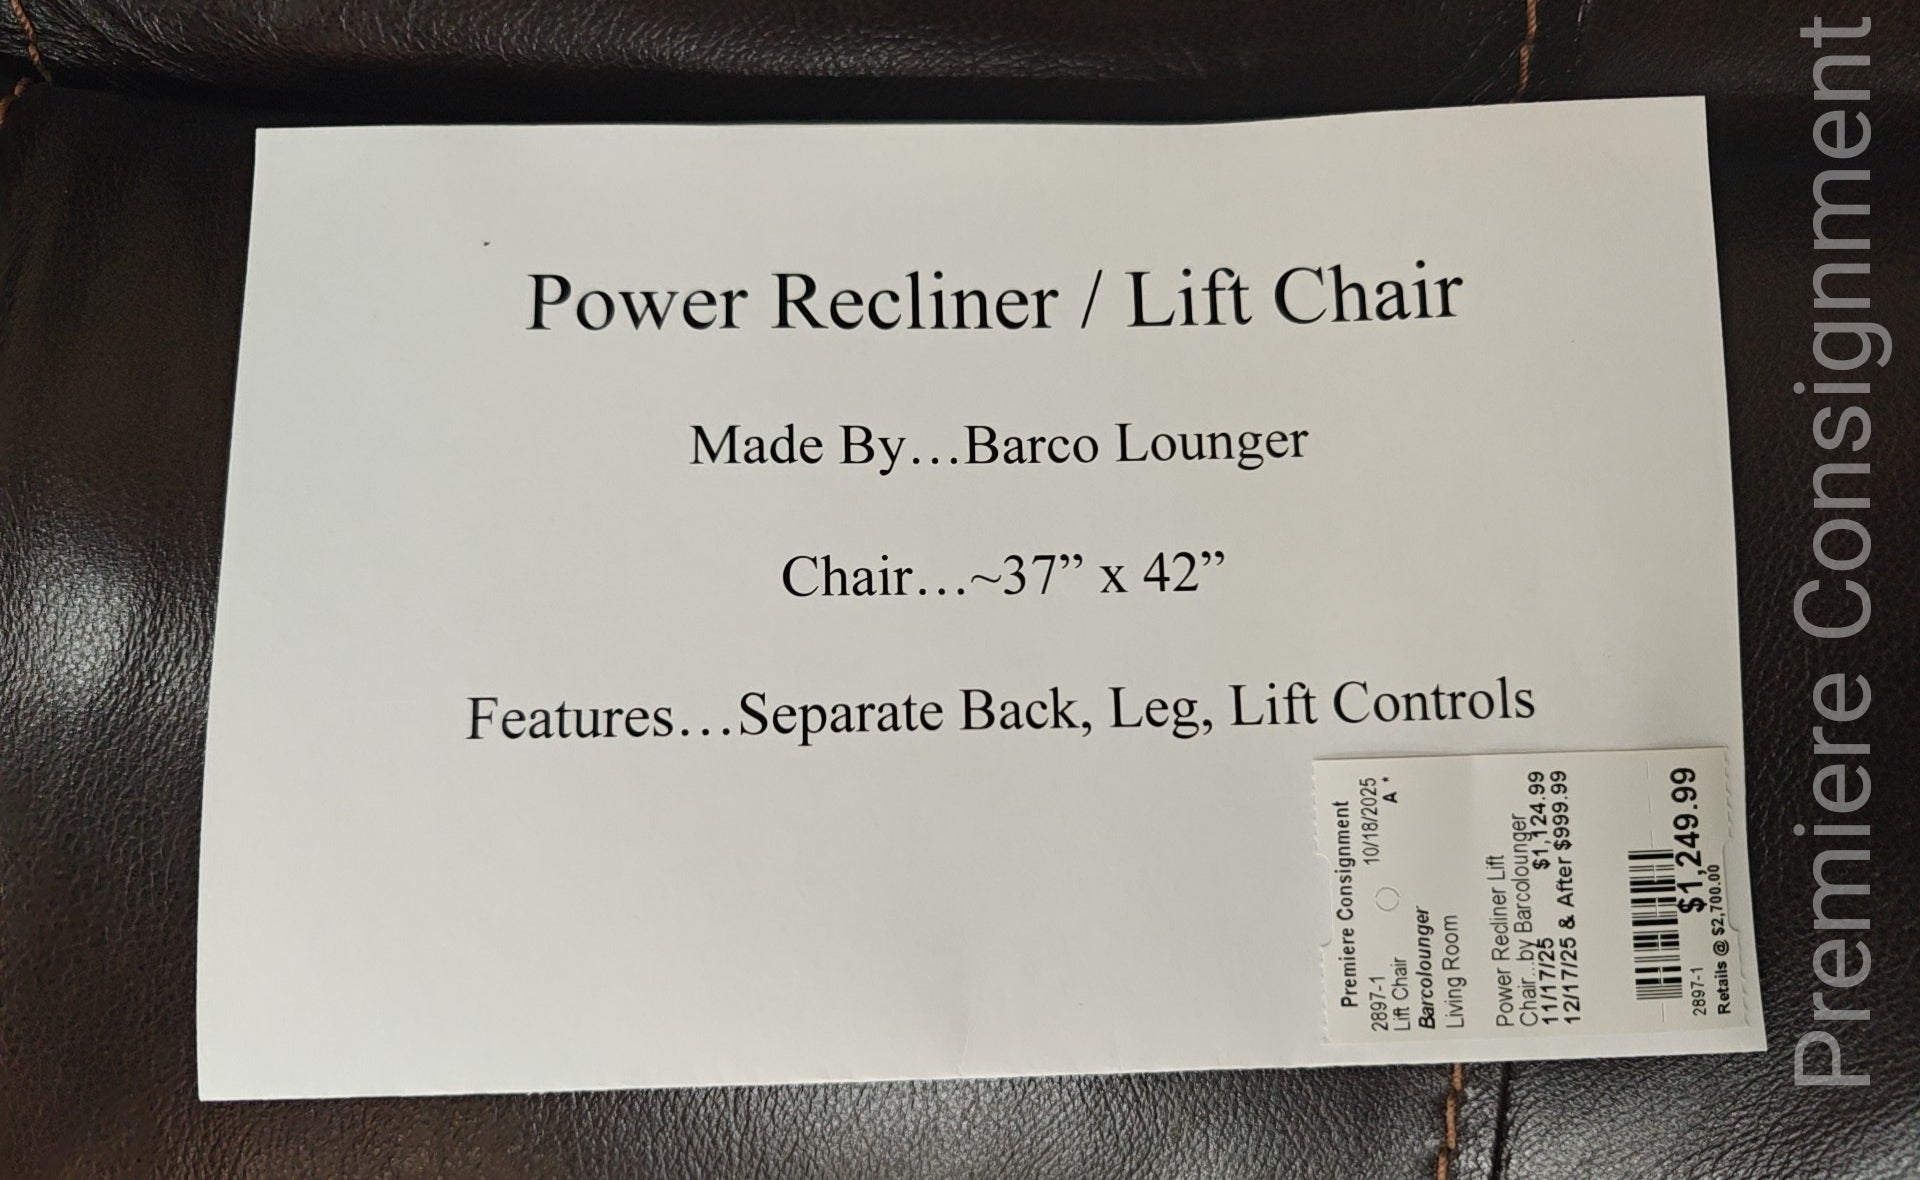 Power Recliner / Lift Chair
Made By…Barco Lounger
Chair…~37” x 42”
Features…Separate Back, Leg, Lift Controls
Premiere Consignment
2897-1 10/18/2025
Lift Chair A *
Barcolounger
Living Room
Power Recliner Lift
Chair...by Barcolounger
11/17/25 $1,124.99
12/17/25 & After $999.99
$1,249.99
2897-1
Retails @ $2,700.00
Premiere Consignment